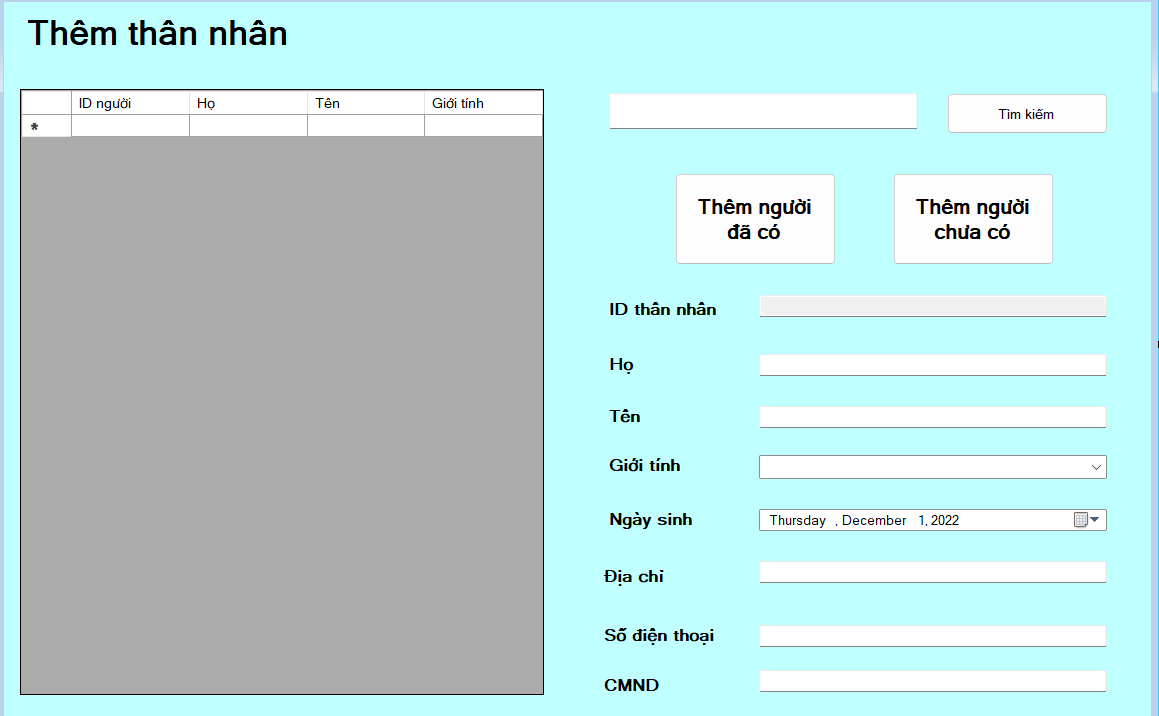 Thêm thân nhân
ID người Họ Tên Giới tính
*
Tìm kiếm
Thêm người
đã có
Thêm người
chưa có
ID thân nhân
Họ
Tên
Giới tính
Ngày sinh Thursday , December 1, 2022
Địa chỉ
Số điện thoại
CMND